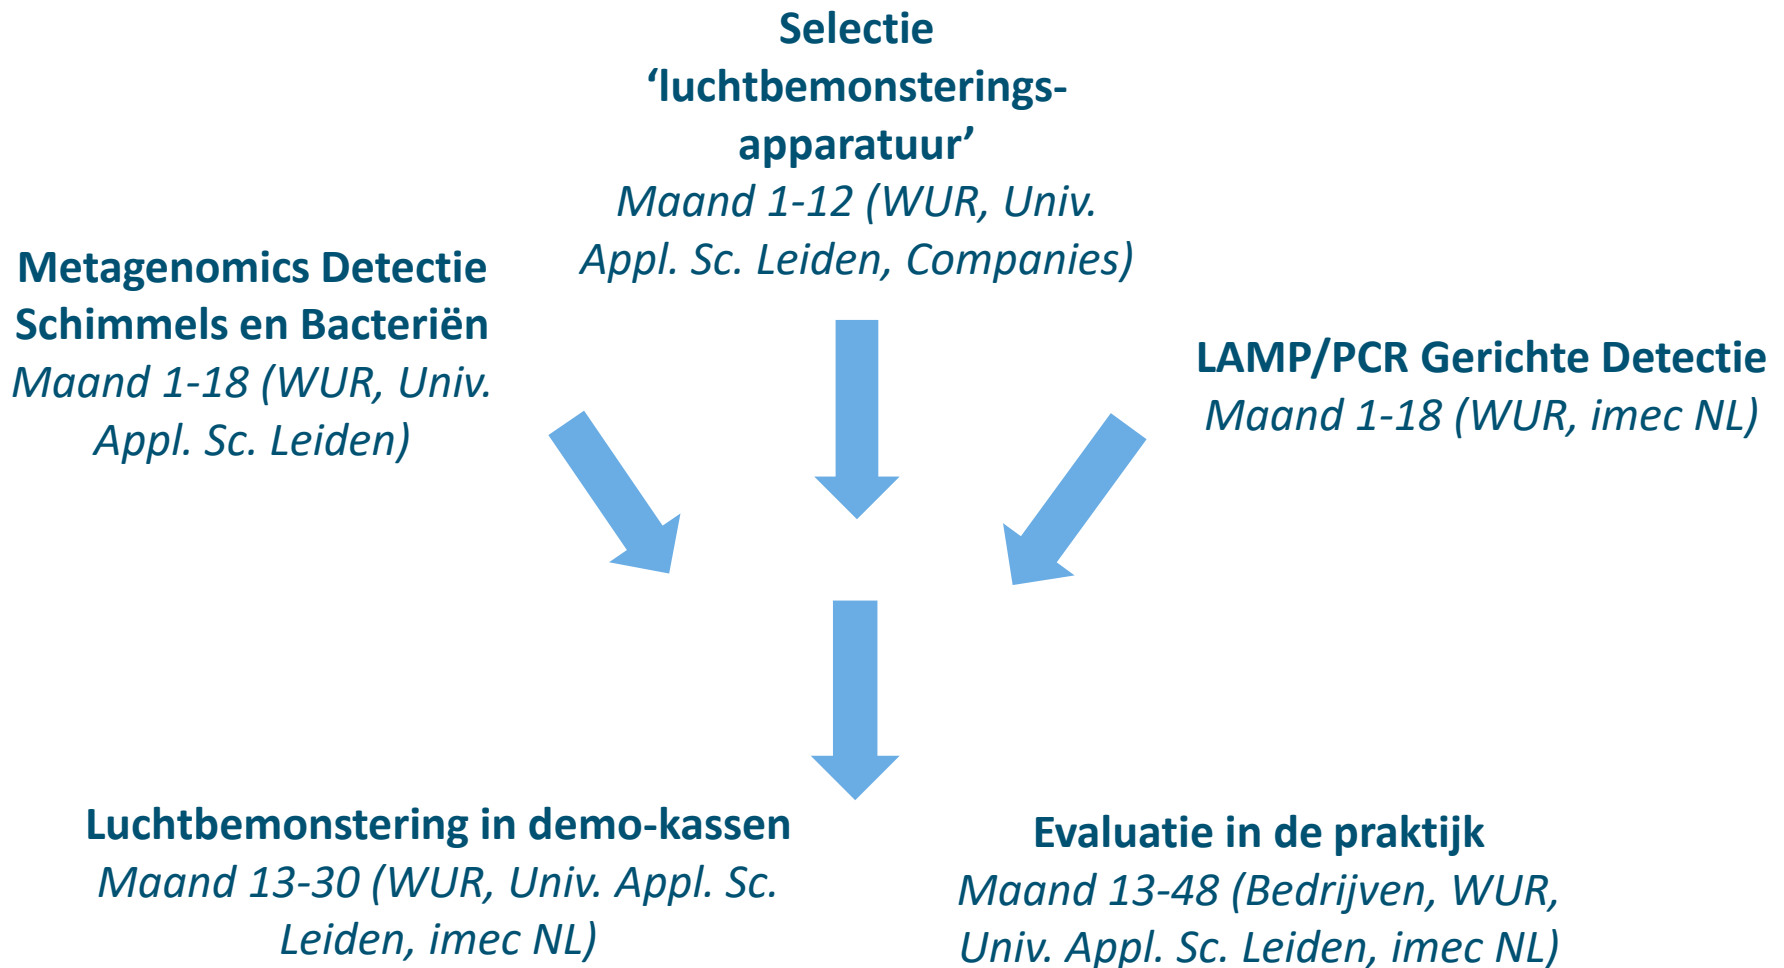 Selectie
‘luchtbemonsterings-
apparatuur’
Maand 1-12 (WUR, Univ.
Appl. Sc. Leiden, Companies)
Metagenomics Detectie
Schimmels en Bacteriën
Maand 1-18 (WUR, Univ.
Appl. Sc. Leiden)
LAMP/PCR Gerichte Detectie
Maand 1-18 (WUR, imec NL)
Luchtbemonstering in demo-kassen
Maand 13-30 (WUR, Univ. Appl. Sc.
Leiden, imec NL)
Evaluatie in de praktijk
Maand 13-48 (Bedrijven, WUR,
Univ. Appl. Sc. Leiden, imec NL)